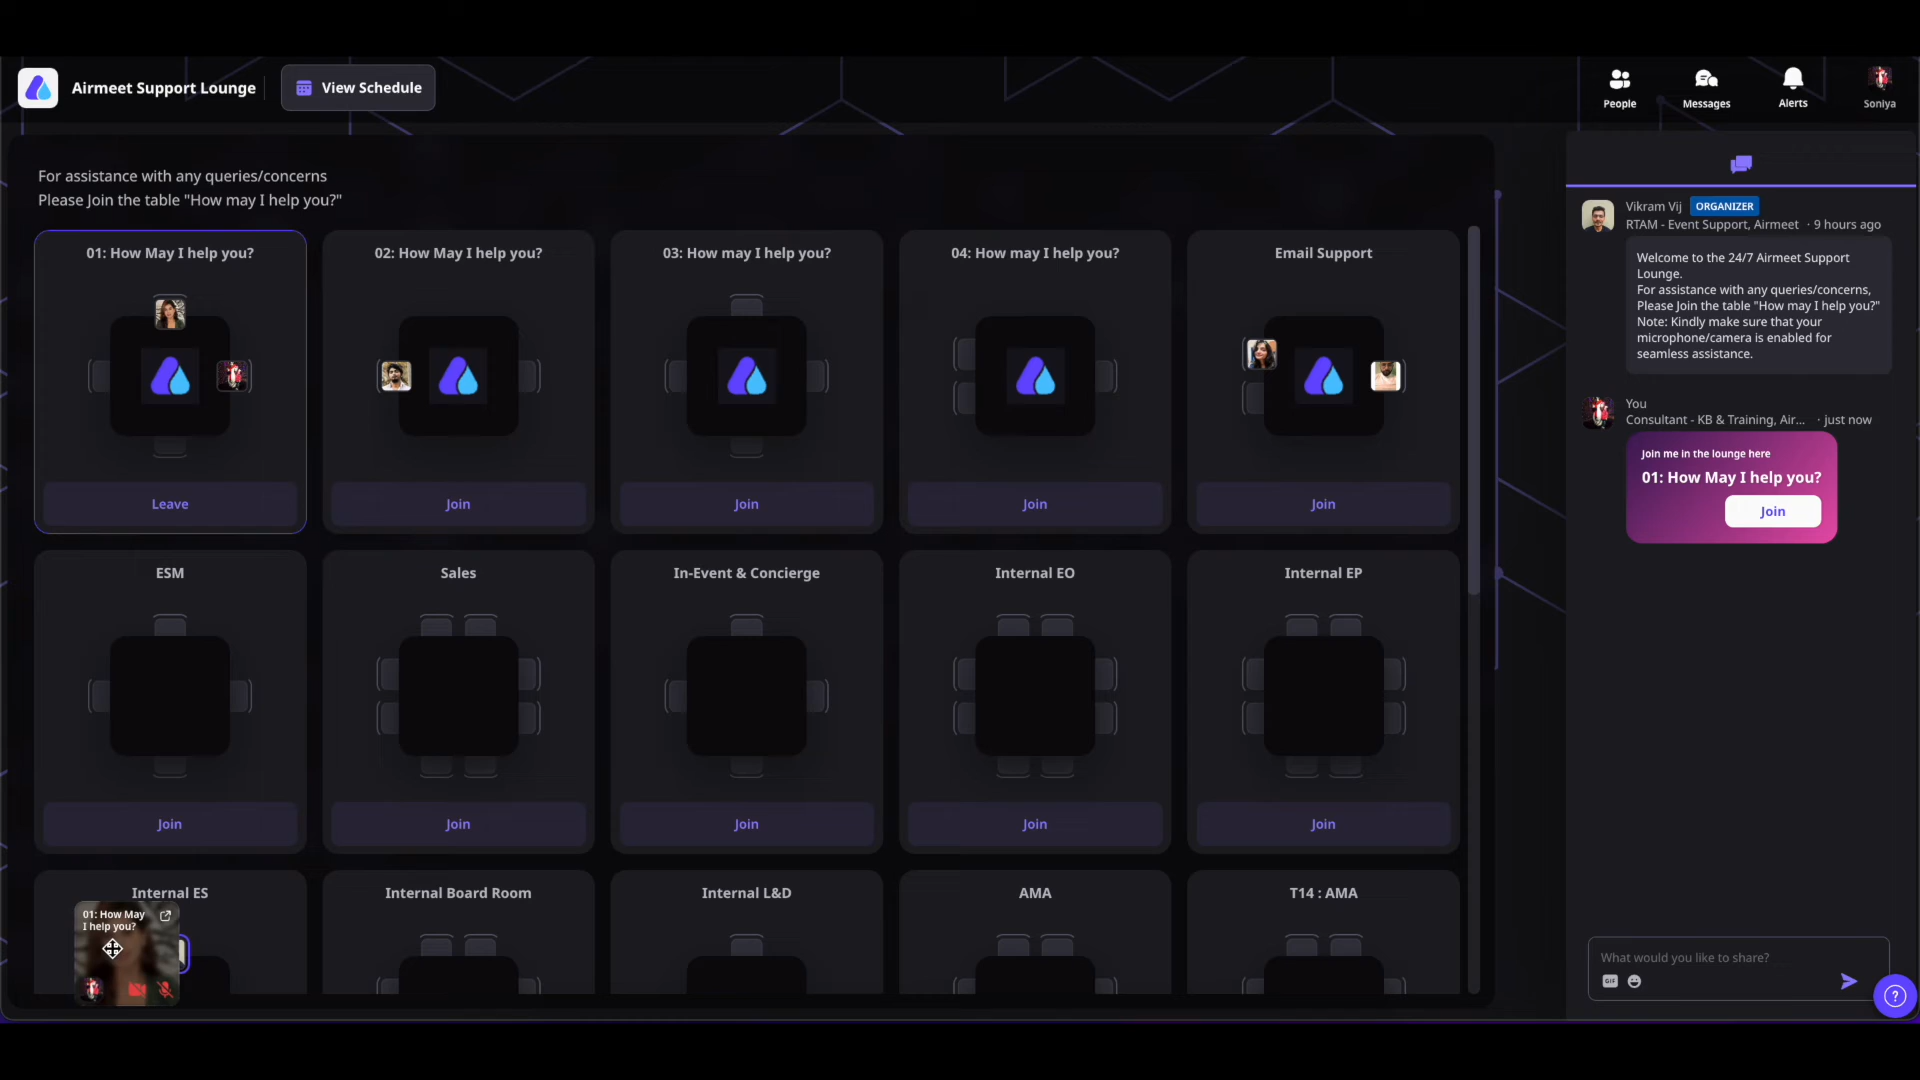 Airmeet Support Lounge
View Schedule
People
Messages
Alerts
Soniya
For assistance with any queries/concerns
Please Join the table "How may I help you?"
01: How May I help you?
Leave
02: How May I help you?
Join
03: How may I help you?
Join
04: How may I help you?
Join
Email Support
Join
ESM
Join
Sales
Join
In-Event & Concierge
Join
Internal EO
Join
Internal EP
Join
Internal ES
Internal Board Room
Internal L&D
AMA
T14 : AMA
01: How May
I help you?
Vikram Vij ORGANIZER
RTAM - Event Support, Airmeet · 9 hours ago
Welcome to the 24/7 Airmeet Support
Lounge.
For assistance with any queries/concerns,
Please Join the table "How may I help you?"
Note: Kindly make sure that your
microphone/camera is enabled for
seamless assistance.
You
Consultant - KB & Training, Air... · just now
Join me in the lounge here
01: How May I help you?
Join
What would you like to share?
GIF
?